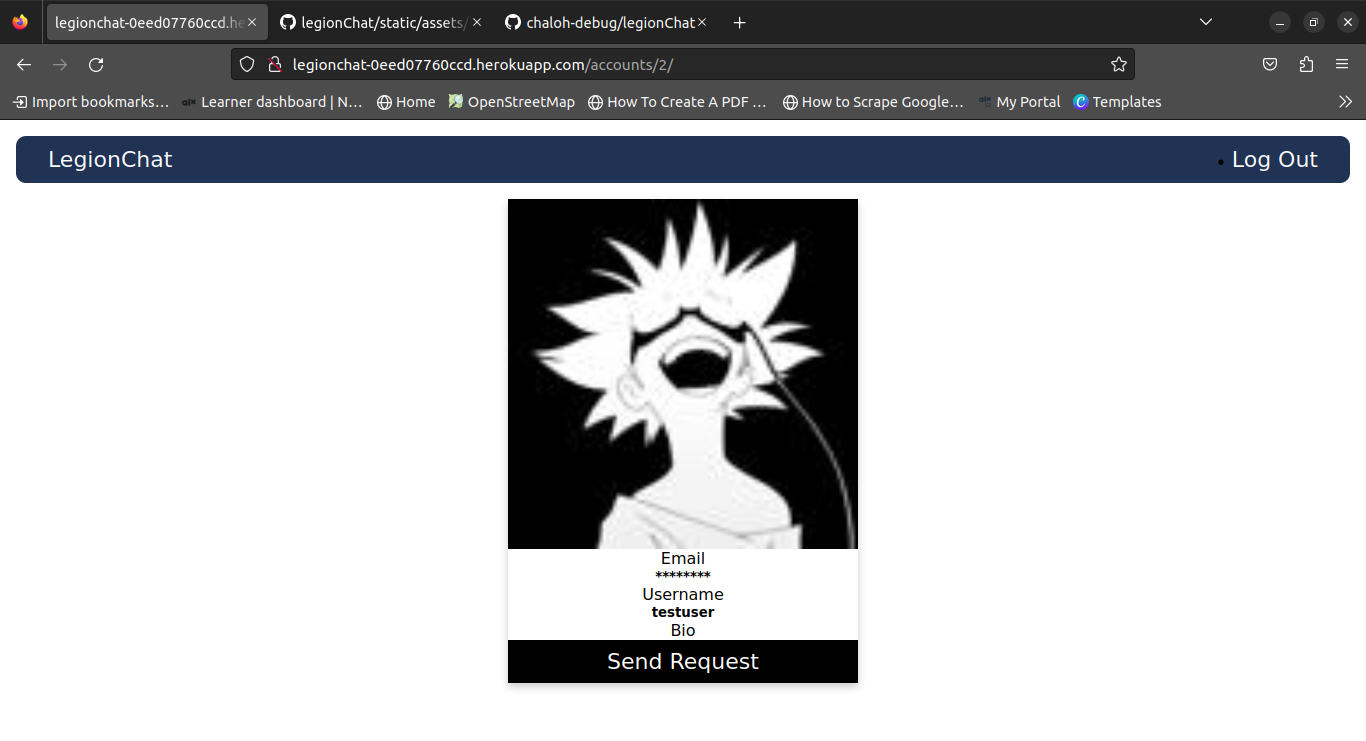 legionchat-0eed07760ccd.he
legionChat/static/assets/
chaloh-debug/legionChat
legionchat-0eed07760ccd.herokuapp.com/accounts/2/
Import bookmarks… alx Learner dashboard | N… Home OpenStreetMap How To Create A PDF … How to Scrape Google… alx My Portal C Templates
LegionChat
• Log Out
Email
********
Username
testuser
Bio
Send Request